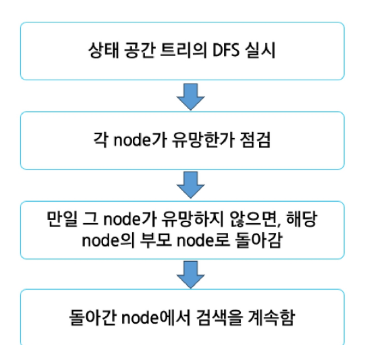 상태 공간 트리의 DFS 실시
각 node가 유망한가 점검
만일 그 node가 유망하지 않으면, 해당
node의 부모 node로 돌아감
돌아간 node에서 검색을 계속함